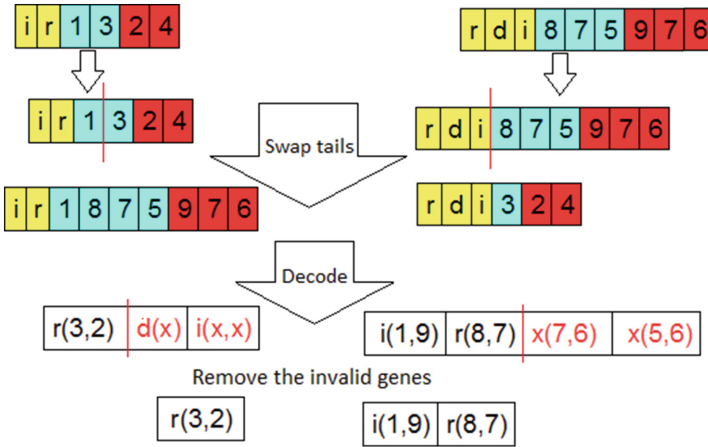 i r 1 3 2 4
r d i 8 7 5 9 7 6
i r 1 3 2 4
r d i 8 7 5 9 7 6
Swap tails
i r 1 8 7 5 9 7 6
r d i 3 2 4
Decode
r(3,2) d(x) i(x,x)
i(1,9) r(8,7) x(7,6) x(5,6)
Remove the invalid genes
r(3,2)
i(1,9) r(8,7)